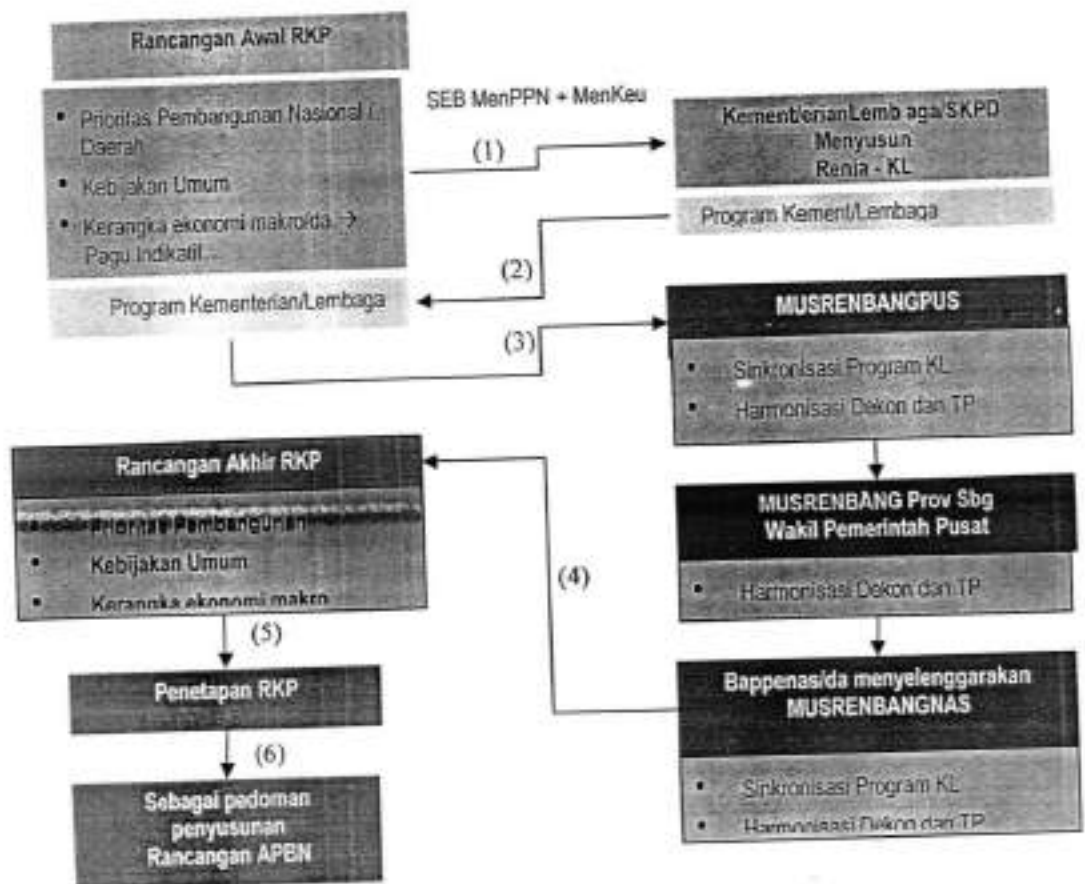 Rancangan Awal RKP
• Prioritas Pembangunan Nasional /
Daerah
• Kebijakan Umum
• Kerangka ekonomi makro/da →
Pagu Indikatif
Program Kementerian/Lembaga
SEB MenPPN + MenKeu
(1)
Kement/erianLemb aga/SKPD
Menyusun
Renja - KL
Program Kement/Lembaga
(2)
(3)
MUSRENBANGPUS
• Sinkronisasi Program KL
• Harmonisasi Dekon dan TP
MUSRENBANG Prov Sbg
Wakil Pemerintah Pusat
• Harmonisasi Dekon dan TP
Bappenas/da menyelenggarakan
MUSRENBANGNAS
• Sinkronisasi Program KL
• Harmonisasi Dekon dan TP
(4)
Rancangan Akhir RKP
Prioritas Pembangunan
• Kebijakan Umum
• Kerangka ekonomi makro
(5)
Penetapan RKP
(6)
Sebagai pedoman
penyusunan
Rancangan APBN